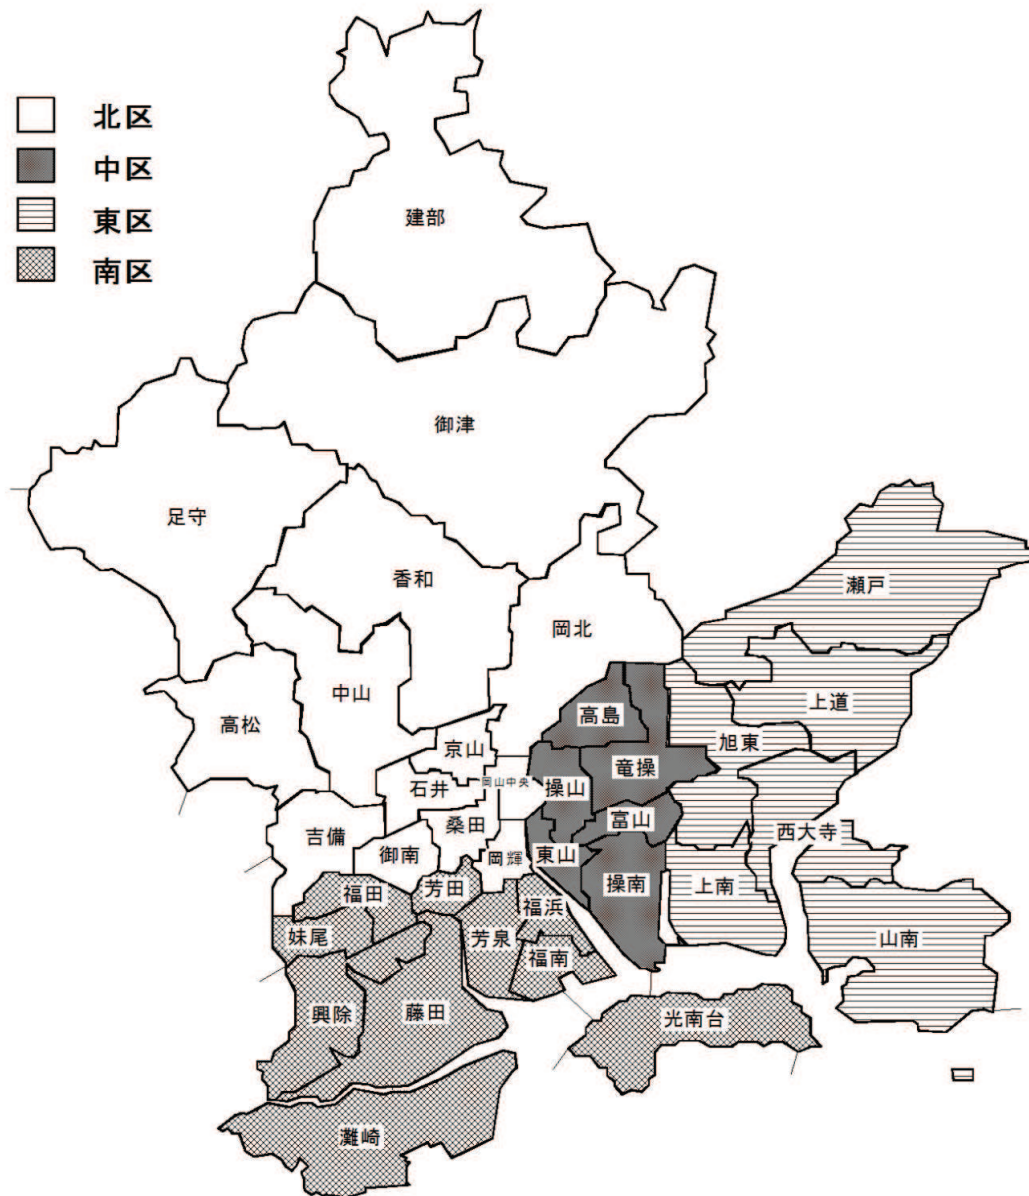 北区
中区
東区
南区
建部
御津
足守
香和
瀬戸
岡北
中山
上道
高松
高島
京山
旭東
竜操
石井
岡山中央
操山
桑田
富山
西大寺
吉備
御南
岡輝
東山
上南
操南
福田
芳田
福浜
妹尾
芳泉
山南
福南
興除
藤田
光南台
灘崎